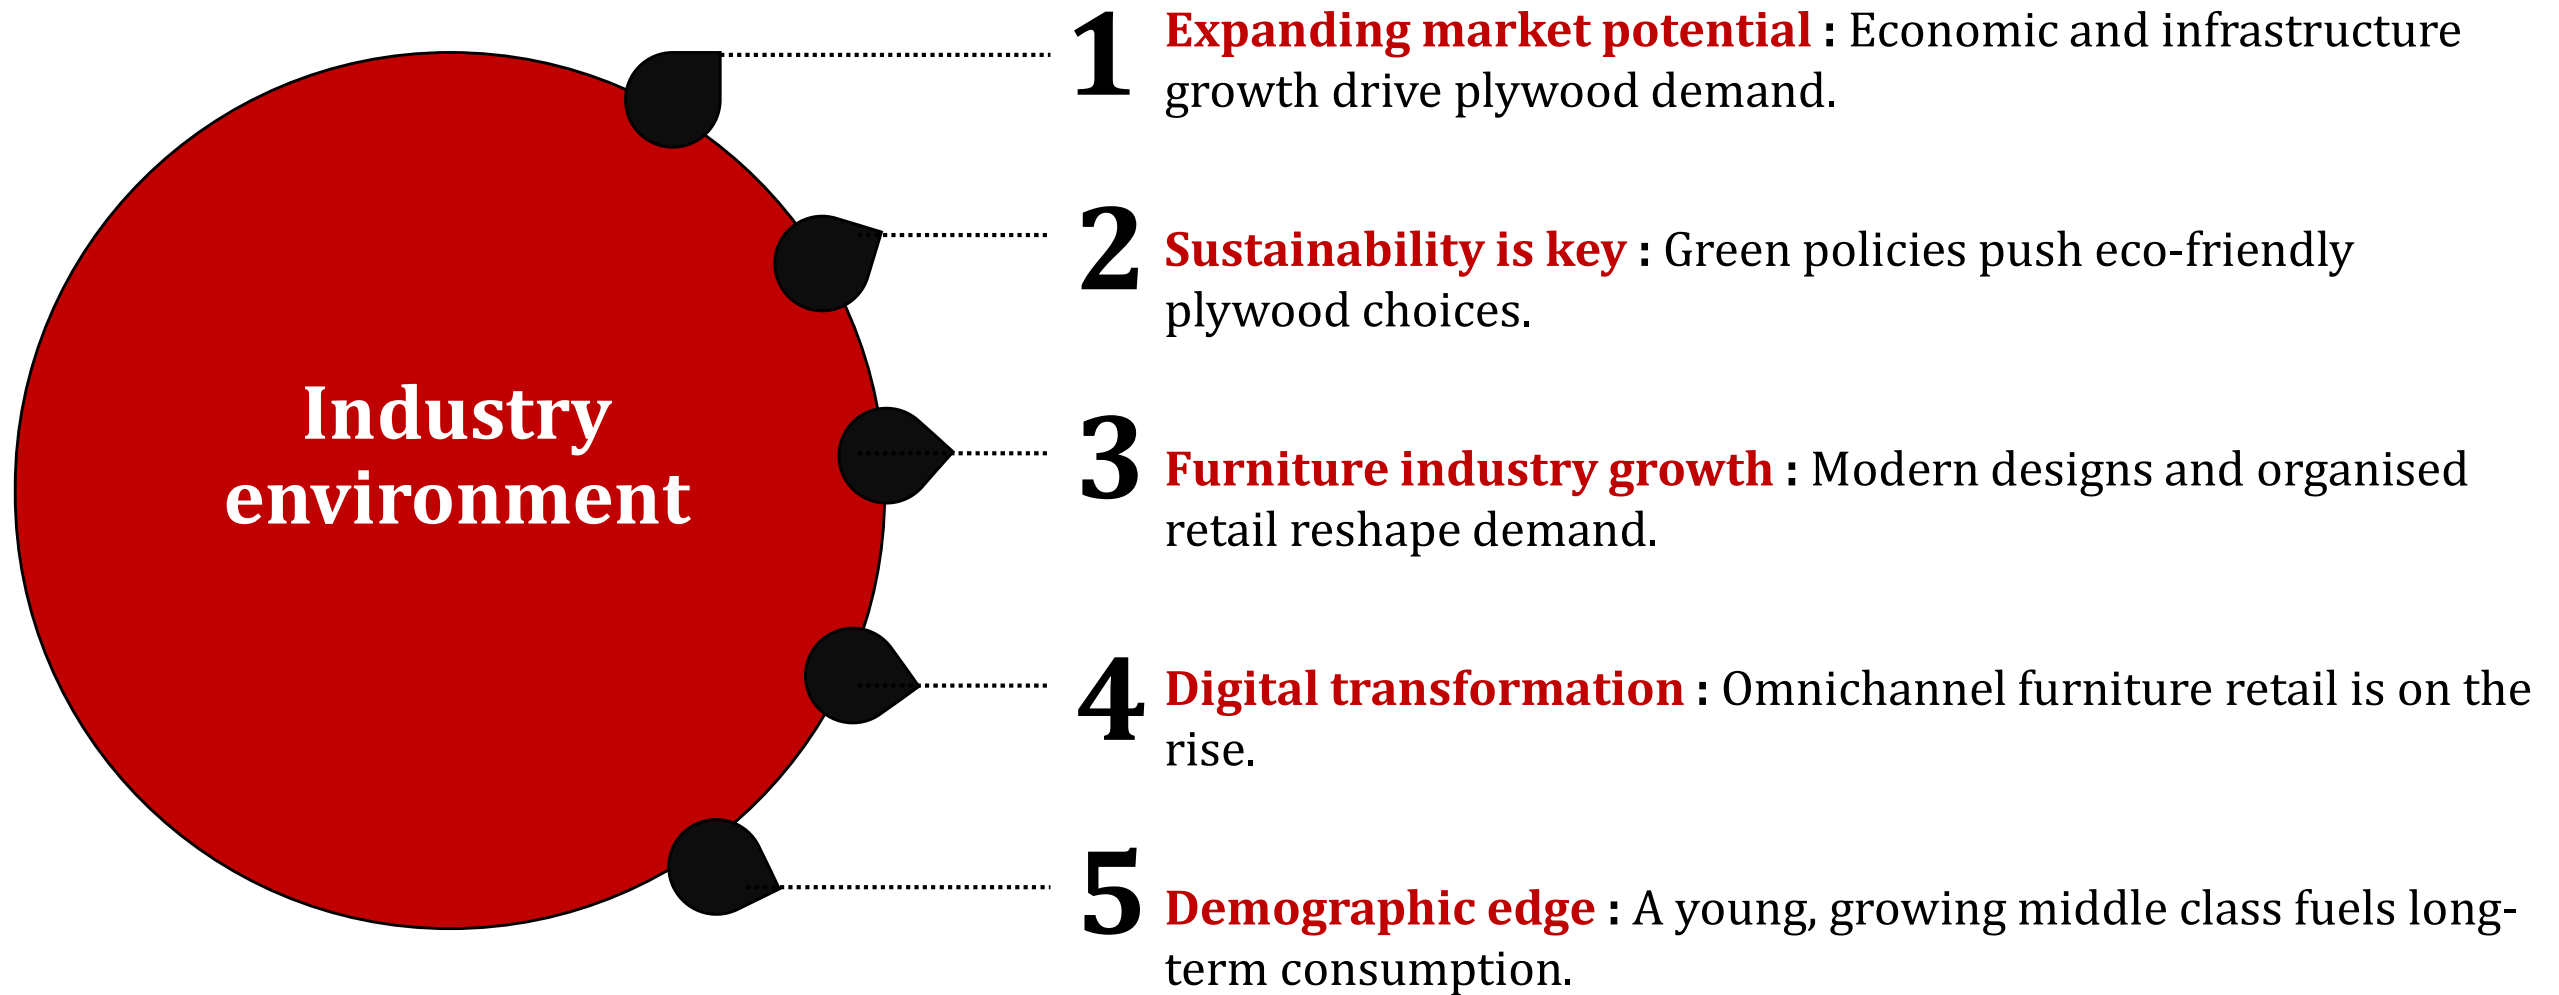 Industry
environment
1
Expanding market potential : Economic and infrastructure
growth drive plywood demand.
2
Sustainability is key : Green policies push eco-friendly
plywood choices.
3
Furniture industry growth : Modern designs and organised
retail reshape demand.
4
Digital transformation : Omnichannel furniture retail is on the
rise.
5
Demographic edge : A young, growing middle class fuels long-
term consumption.